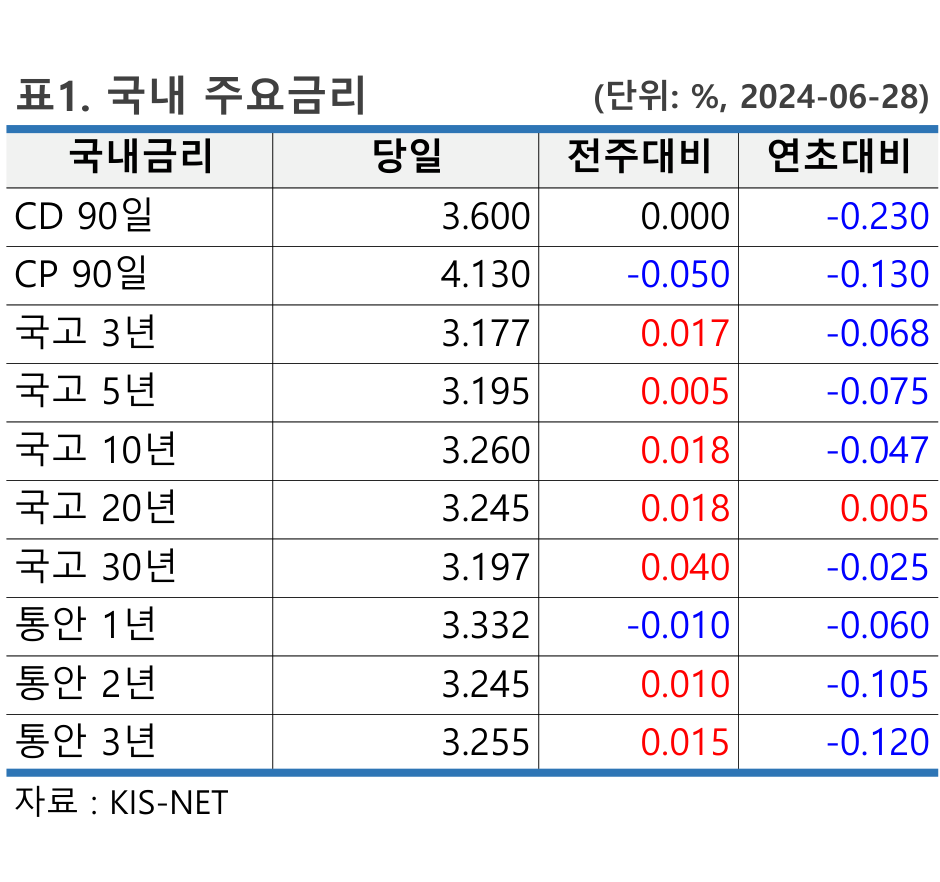 표1. 국내 주요금리 (단위: %, 2024-06-28)
국내금리 당일 전주대비 연초대비
CD 90일 3.600 0.000 -0.230
CP 90일 4.130 -0.050 -0.130
국고 3년 3.177 0.017 -0.068
국고 5년 3.195 0.005 -0.075
국고 10년 3.260 0.018 -0.047
국고 20년 3.245 0.018 0.005
국고 30년 3.197 0.040 -0.025
통안 1년 3.332 -0.010 -0.060
통안 2년 3.245 0.010 -0.105
통안 3년 3.255 0.015 -0.120
자료 : KIS-NET